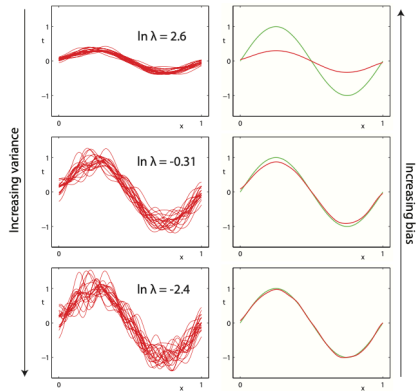 ln λ = 2.6
t
1
0
-1
0
x
1
t
1
0
-1
0
x
1
ln λ = -0.31
t
1
0
-1
0
x
1
t
1
0
-1
0
x
1
ln λ = -2.4
t
1
0
-1
0
x
1
t
1
0
-1
0
x
1
Increasing variance
Increasing bias